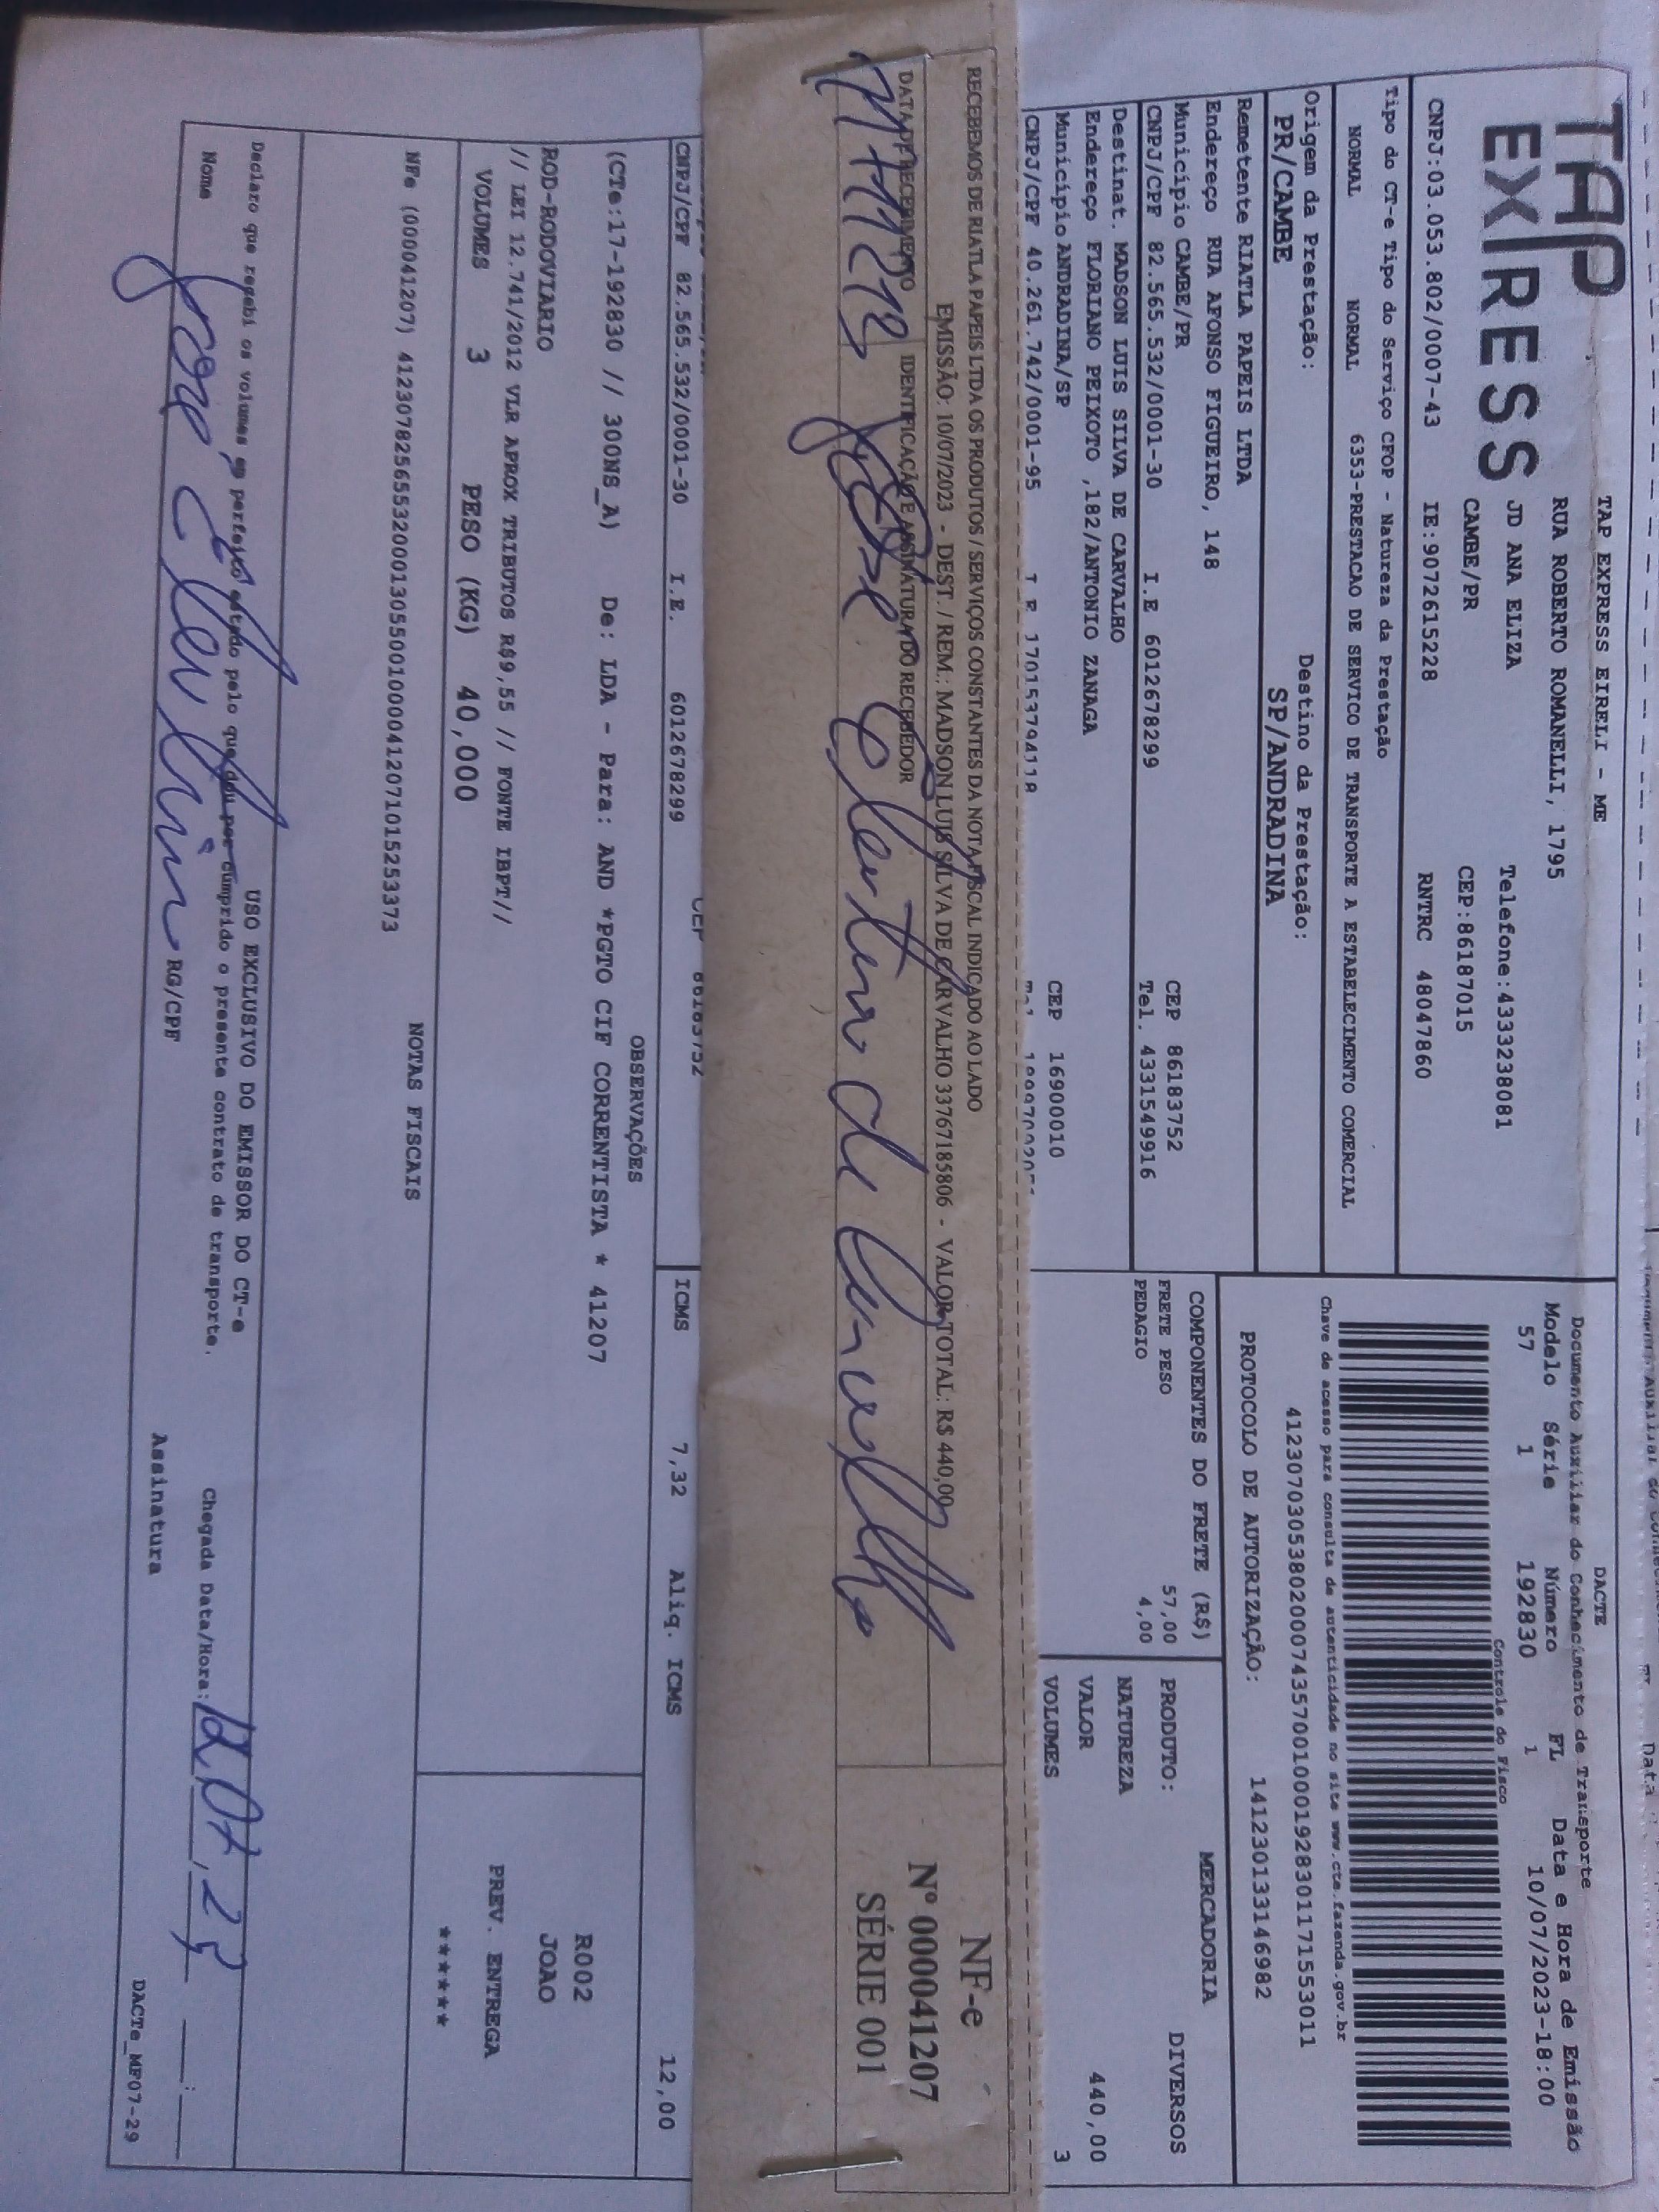 TAP
EXPRESS
TAP EXPRESS EIRELI - ME
RUA ROBERTO ROMANELLI, 1795
JD ANA ELIZA Telefone:4333238081
CAMBE/PR CEP:86187015
CNPJ:03.053.802/0007-43 IE:9072615228 RNTRC 48047860
DACTE
Documento Auxiliar do Conhecimento de Transporte
Modelo Série Número FL Data e Hora de Emissão
57 1 192830 1 10/07/2023-18:00
Controle do Fisco
Chave de acesso para consulta de autenticidade no site www.cte.fazenda.gov.br
41230703053802000743570010001928301171553011
PROTOCOLO DE AUTORIZAÇÃO: 141230133146982
Tipo do CT-e Tipo do Serviço CFOP - Natureza da Prestação
NORMAL NORMAL 6353-PRESTACAO DE SERVICO DE TRANSPORTE A ESTABELECIMENTO COMERCIAL
Origem da Prestação: Destino da Prestação:
PR/CAMBE SP/ANDRADINA
Remetente RIATLA PAPEIS LTDA
Endereço RUA AFONSO FIGUEIRO, 148
Município CAMBE/PR CEP 86183752
CNPJ/CPF 82.565.532/0001-30 I.E 6012678299 Tel. 4331549916
Destinat. MADSON LUIS SILVA DE CARVALHO
Endereço FLORIANO PEIXOTO ,182/ANTONIO ZANAGA
Município ANDRADINA/SP CEP 16900010
CNPJ/CPF 40.261.742/0001-95 I E 170153794118
COMPONENTES DO FRETE (R$)
FRETE PESO 57,00
PEDAGIO 4,00
MERCADORIA
PRODUTO: DIVERSOS
NATUREZA
VALOR 440,00
VOLUMES 3
RECEBEMOS DE RIATLA PAPEIS LTDA OS PRODUTOS / SERVIÇOS CONSTANTES DA NOTA FISCAL INDICADO AO LADO
EMISSÃO: 10/07/2023 - DEST. / REM.: MADSON LUIS SILVA DE CARVALHO 33767185806 - VALOR TOTAL: R$ 440,00
DATA DE RECEBIMENTO IDENTIFICAÇÃO E ASSINATURA DO RECEBEDOR
NF-e
Nº 000041207
SÉRIE 001
CEP 86183752
CNPJ/CPF 82.565.532/0001-30 I.E. 6012678299
ICMS 7,32 Aliq. ICMS 12,00
OBSERVAÇÕES
(CTe:17-192830 // 300NS_A) De: LDA - Para: AND *PGTO CIF CORRENTISTA * 41207
ROD-RODOVIARIO
// LEI 12.741/2012 VLR APROX TRIBUTOS R$9,55 // FONTE IBPT//
VOLUMES 3 PESO (KG) 40,000
R002
JOAO
PREV. ENTREGA
******
NOTAS FISCAIS
NFe (000041207) 41230782565532000130550010000412071015253373
USO EXCLUSIVO DO EMISSOR DO CT-e
Declaro que recebi os volumes em perfeito estado pelo que dou por cumprido o presente contrato de transporte.
Nome RG/CPF Assinatura Chegada Data/Hora:
DACTe_MF07-29